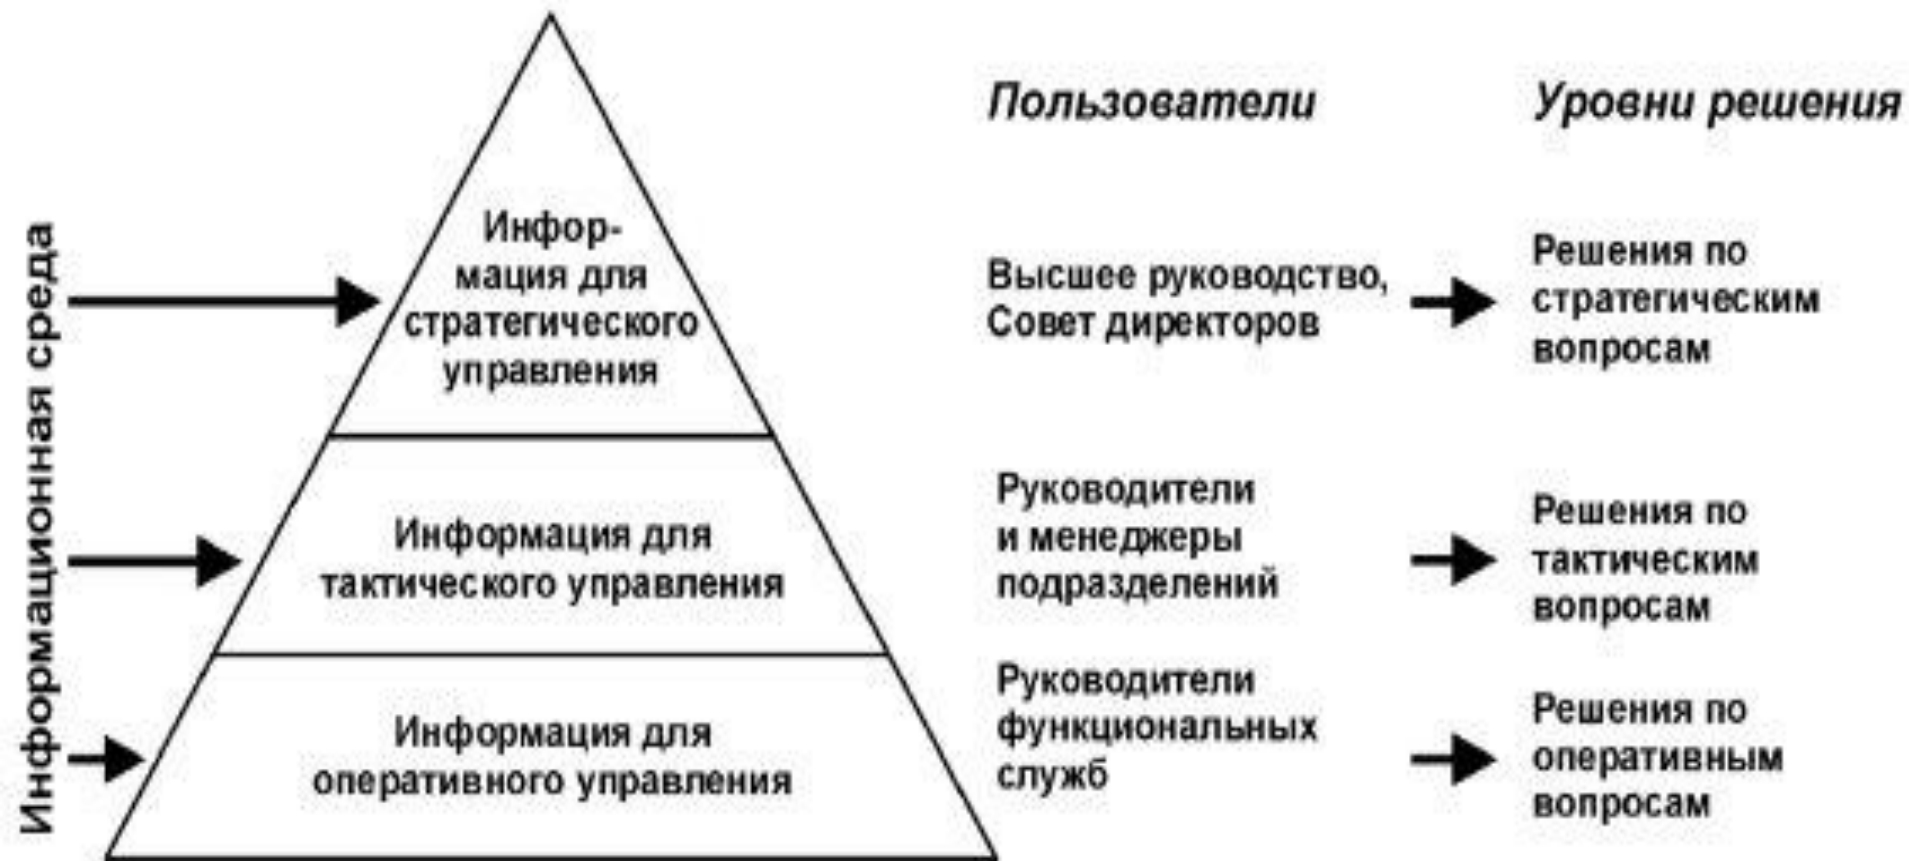 Пользователи
Уровни решения
Информационная среда
Инфор-
мация для
стратегического
управления
Высшее руководство,
Совет директоров
Решения по
стратегическим
вопросам
Информация для
тактического управления
Руководители
и менеджеры
подразделений
Решения по
тактическим
вопросам
Информация для
оперативного управления
Руководители
функциональных
служб
Решения по
оперативным
вопросам